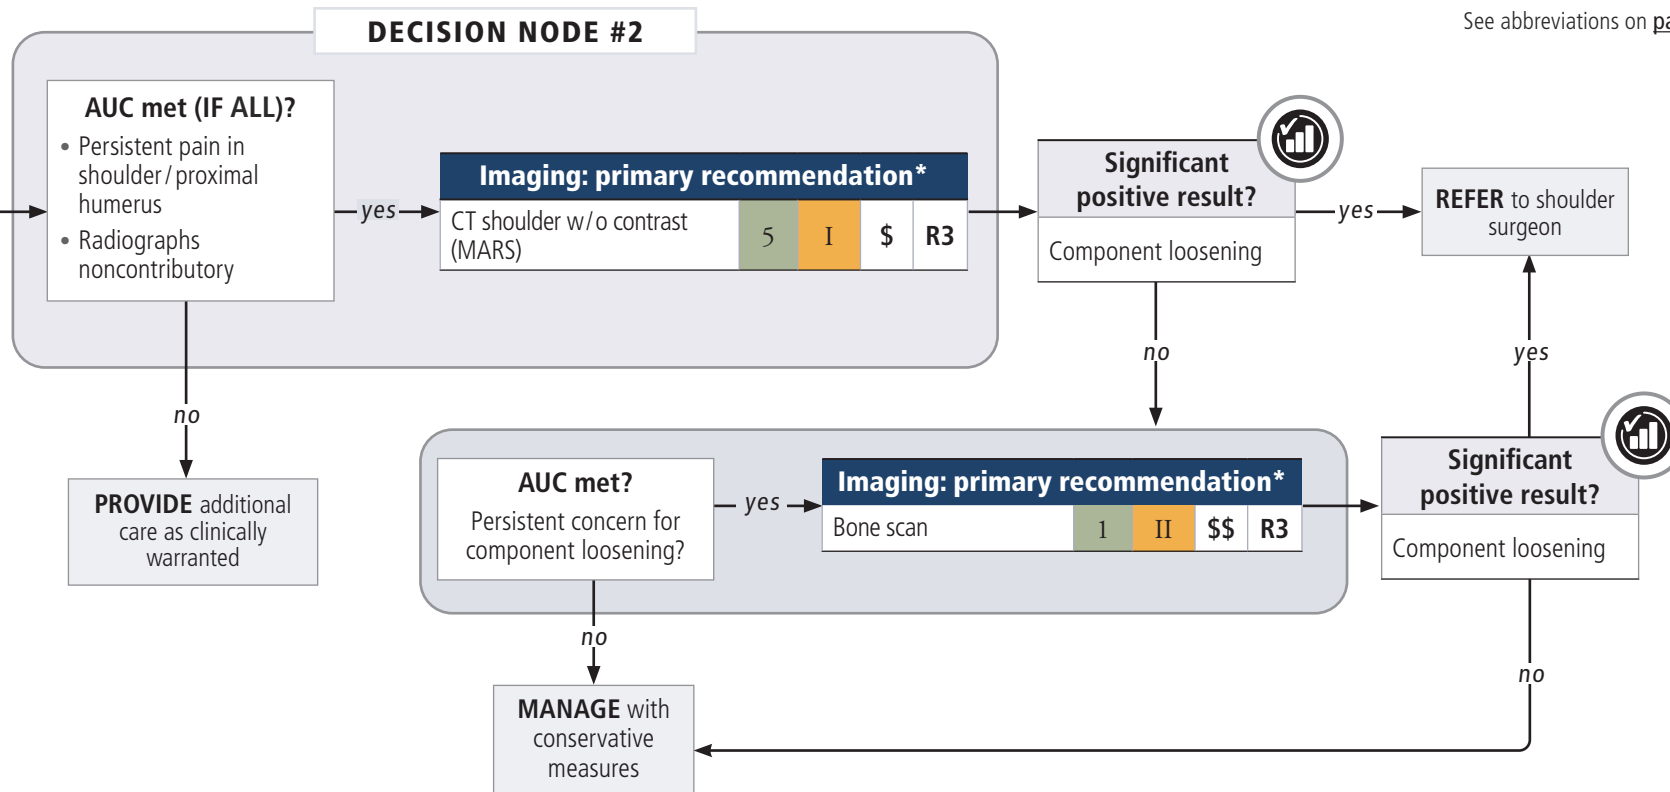 See abbreviations on pa
DECISION NODE #2
AUC met (IF ALL)?
• Persistent pain in
shoulder/proximal
humerus
• Radiographs
noncontributory
yes
Imaging: primary recommendation*
CT shoulder w/o contrast
(MARS)
5 I $ R3
Significant
positive result?
Component loosening
yes
REFER to shoulder
surgeon
no
no
yes
PROVIDE additional
care as clinically
warranted
AUC met?
Persistent concern for
component loosening?
yes
Imaging: primary recommendation*
Bone scan 1 II $$ R3
Significant
positive result?
Component loosening
no
no
MANAGE with
conservative
measures